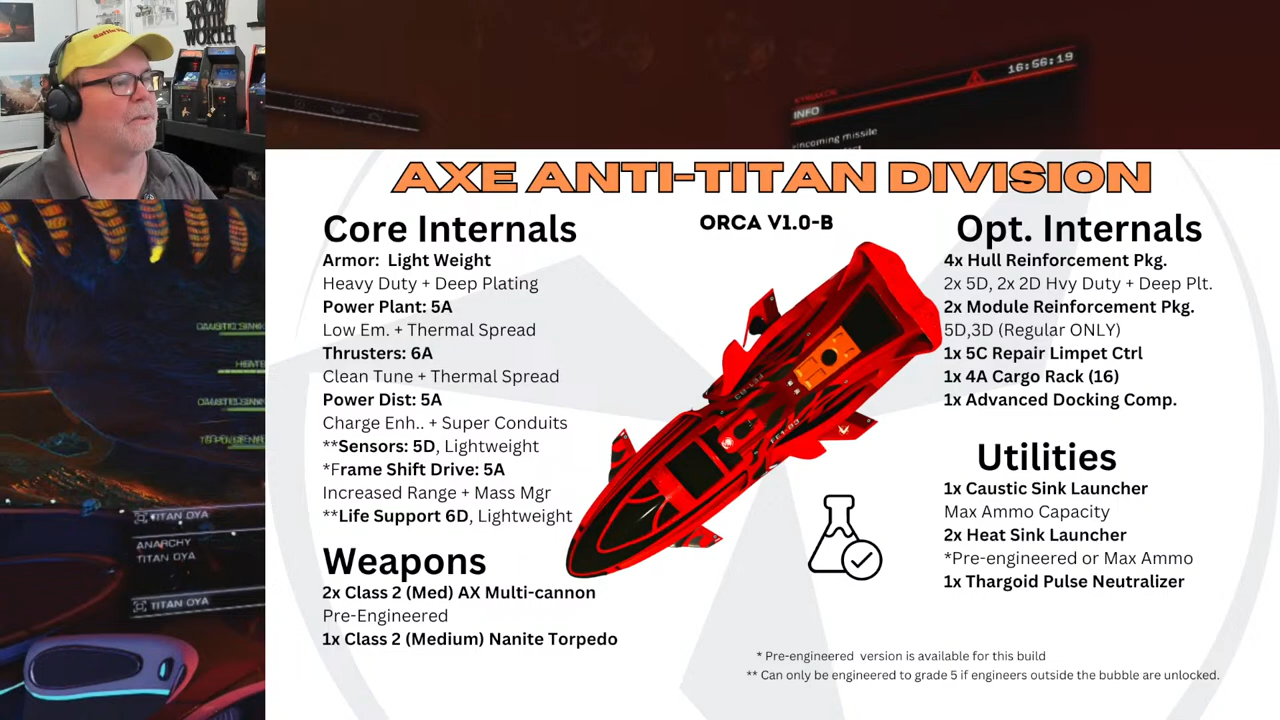 KNOW
YOUR
WORTH
16:56:19
INFO
incoming missile
AXE ANTI-TITAN DIVISION
ORCA V1.0-B
Core Internals
Armor: Light Weight
Heavy Duty + Deep Plating
Power Plant: 5A
Low Em. + Thermal Spread
Thrusters: 6A
Clean Tune + Thermal Spread
Power Dist: 5A
Charge Enh.. + Super Conduits
**Sensors: 5D, Lightweight
*Frame Shift Drive: 5A
Increased Range + Mass Mgr
**Life Support 6D, Lightweight
Weapons
2x Class 2 (Med) AX Multi-cannon
Pre-Engineered
1x Class 2 (Medium) Nanite Torpedo
Opt. Internals
4x Hull Reinforcement Pkg.
2x 5D, 2x 2D Hvy Duty + Deep Plt.
2x Module Reinforcement Pkg.
5D,3D (Regular ONLY)
1x 5C Repair Limpet Ctrl
1x 4A Cargo Rack (16)
1x Advanced Docking Comp.
Utilities
1x Caustic Sink Launcher
Max Ammo Capacity
2x Heat Sink Launcher
*Pre-engineered or Max Ammo
1x Thargoid Pulse Neutralizer
* Pre-engineered version is available for this build
** Can only be engineered to grade 5 if engineers outside the bubble are unlocked.
CAUSTIC SINK
CAUSTIC SINK
TITAN OYA
ANARCHY
TITAN OYA
TITAN OYA